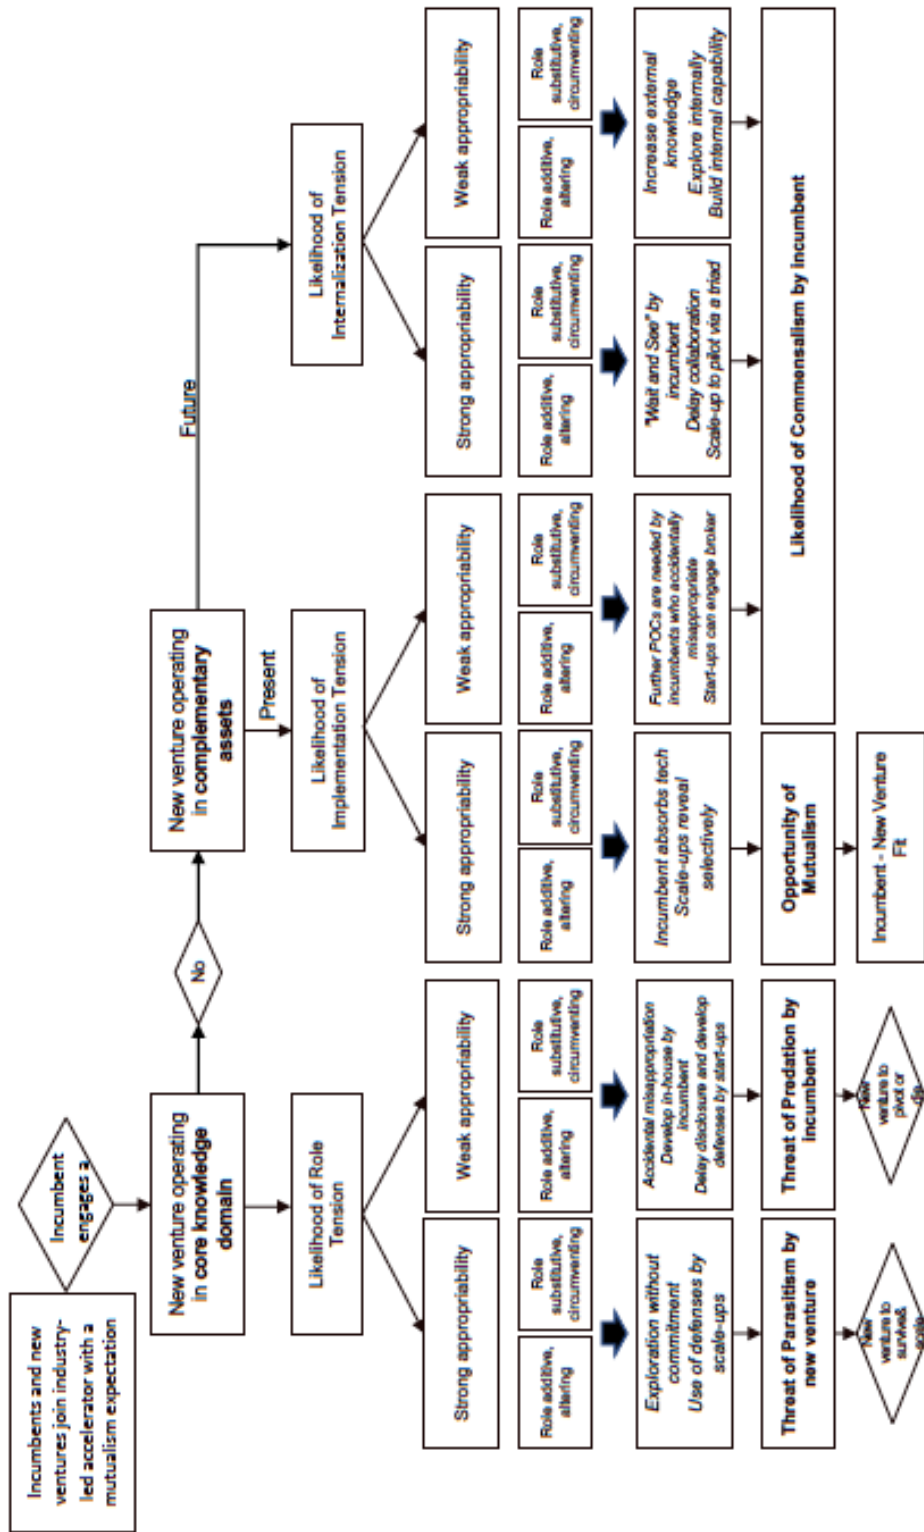 Incumbents and new
ventures join industry-
led accelerator with a
mutualism expectation
Incumbent
engages a
New venture operating
in core knowledge
domain
No
New venture operating
in complementary
assets
Future
Present
Likelihood of Role
Tension
Likelihood of
Implementation Tension
Likelihood of
Internalization Tension
Strong appropriability
Weak appropriability
Strong appropriability
Weak appropriability
Strong appropriability
Weak appropriability
Role additive,
altering
Role
substitutive,
circumventing
Role additive,
altering
Role
substitutive,
circumventing
Role additive,
altering
Role
substitutive,
circumventing
Role additive,
altering
Role
substitutive,
circumventing
Role additive,
altering
Role
substitutive,
circumventing
Role additive,
altering
Role
substitutive,
circumventing
Exploration without
commitment
Use of defenses by
scale-ups
Accidental misappropriation
Develop in-house by
incumbent
Delay disclosure and develop
defenses by start-ups
Incumbent absorbs tech
Scale-ups reveal
selectively
Further POCs are needed by
incumbents who accidentally
misappropriate
Start-ups can engage broker
"Wait and See" by
incumbent
Delay collaboration
Scale-up to pilot via a triad
Increase external
knowledge
Explore internally
Build internal capability
Threat of Parasitism by
new venture
Threat of Predation by
incumbent
Opportunity of
Mutualism
Likelihood of Commensalism by incumbent
New
venture to
survive&
New
venture to
pivot or
die
Incumbent - New Venture
Fit